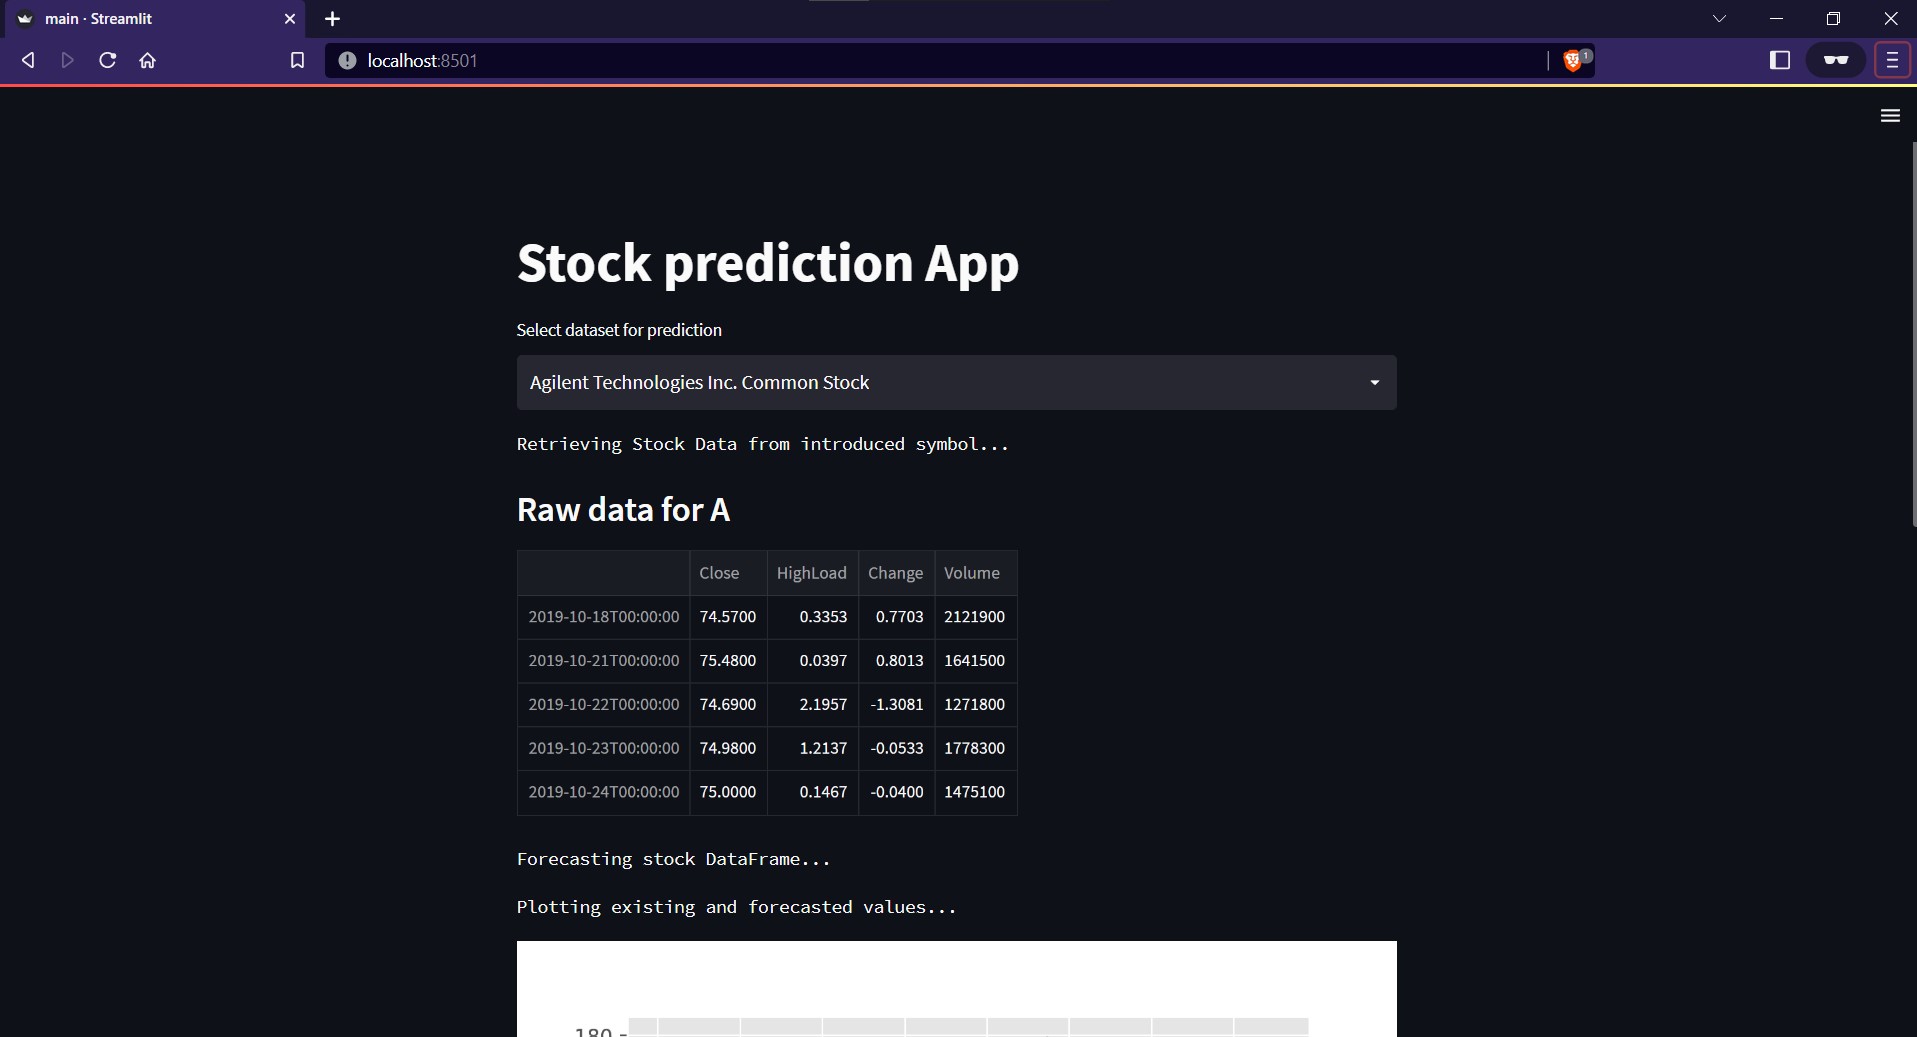 main · Streamlit
localhost:8501
1
Stock prediction App
Select dataset for prediction
Agilent Technologies Inc. Common Stock
Retrieving Stock Data from introduced symbol...
Raw data for A
Close HighLoad Change Volume
2019-10-18T00:00:00 74.5700 0.3353 0.7703 2121900
2019-10-21T00:00:00 75.4800 0.0397 0.8013 1641500
2019-10-22T00:00:00 74.6900 2.1957 -1.3081 1271800
2019-10-23T00:00:00 74.9800 1.2137 -0.0533 1778300
2019-10-24T00:00:00 75.0000 0.1467 -0.0400 1475100
Forecasting stock DataFrame...
Plotting existing and forecasted values...
180